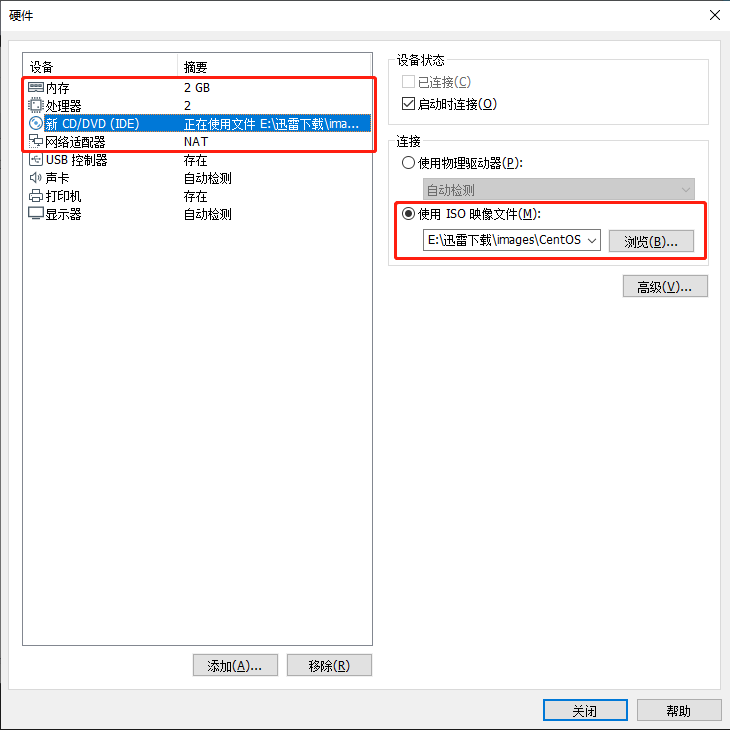 硬件
设备 摘要
内存 2 GB
处理器 2
新 CD/DVD (IDE) 正在使用文件 E:\迅雷下载\ima...
网络适配器 NAT
USB 控制器 存在
声卡 自动检测
打印机 存在
显示器 自动检测
添加(A)... 移除(R)
设备状态
已连接(C)
启动时连接(O)
连接
使用物理驱动器(P):
自动检测
使用 ISO 映像文件(M):
E:\迅雷下载\images\CentOS 浏览(B)...
高级(V)...
关闭 帮助